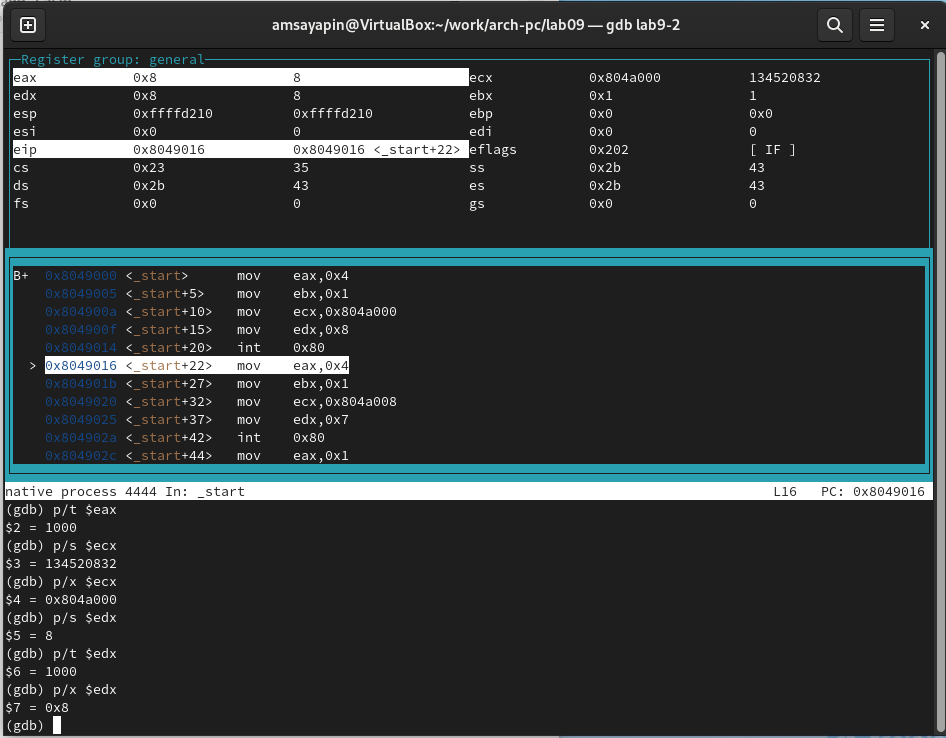 amsayapin@VirtualBox:~/work/arch-pc/lab09 — gdb lab9-2
Register group: general
eax 0x8 8 ecx 0x804a000 134520832
edx 0x8 8 ebx 0x1 1
esp 0xffffd210 0xffffd210 ebp 0x0 0x0
esi 0x0 0 edi 0x0 0
eip 0x8049016 0x8049016 <_start+22> eflags 0x202 [ IF ]
cs 0x23 35 ss 0x2b 43
ds 0x2b 43 es 0x2b 43
fs 0x0 0 gs 0x0 0
B+ 0x8049000 <_start> mov eax,0x4
0x8049005 <_start+5> mov ebx,0x1
0x804900a <_start+10> mov ecx,0x804a000
0x804900f <_start+15> mov edx,0x8
0x8049014 <_start+20> int 0x80
> 0x8049016 <_start+22> mov eax,0x4
0x804901b <_start+27> mov ebx,0x1
0x8049020 <_start+32> mov ecx,0x804a008
0x8049025 <_start+37> mov edx,0x7
0x804902a <_start+42> int 0x80
0x804902c <_start+44> mov eax,0x1
native process 4444 In: _start L16 PC: 0x8049016
(gdb) p/t $eax
$2 = 1000
(gdb) p/s $ecx
$3 = 134520832
(gdb) p/x $ecx
$4 = 0x804a000
(gdb) p/s $edx
$5 = 8
(gdb) p/t $edx
$6 = 1000
(gdb) p/x $edx
$7 = 0x8
(gdb)